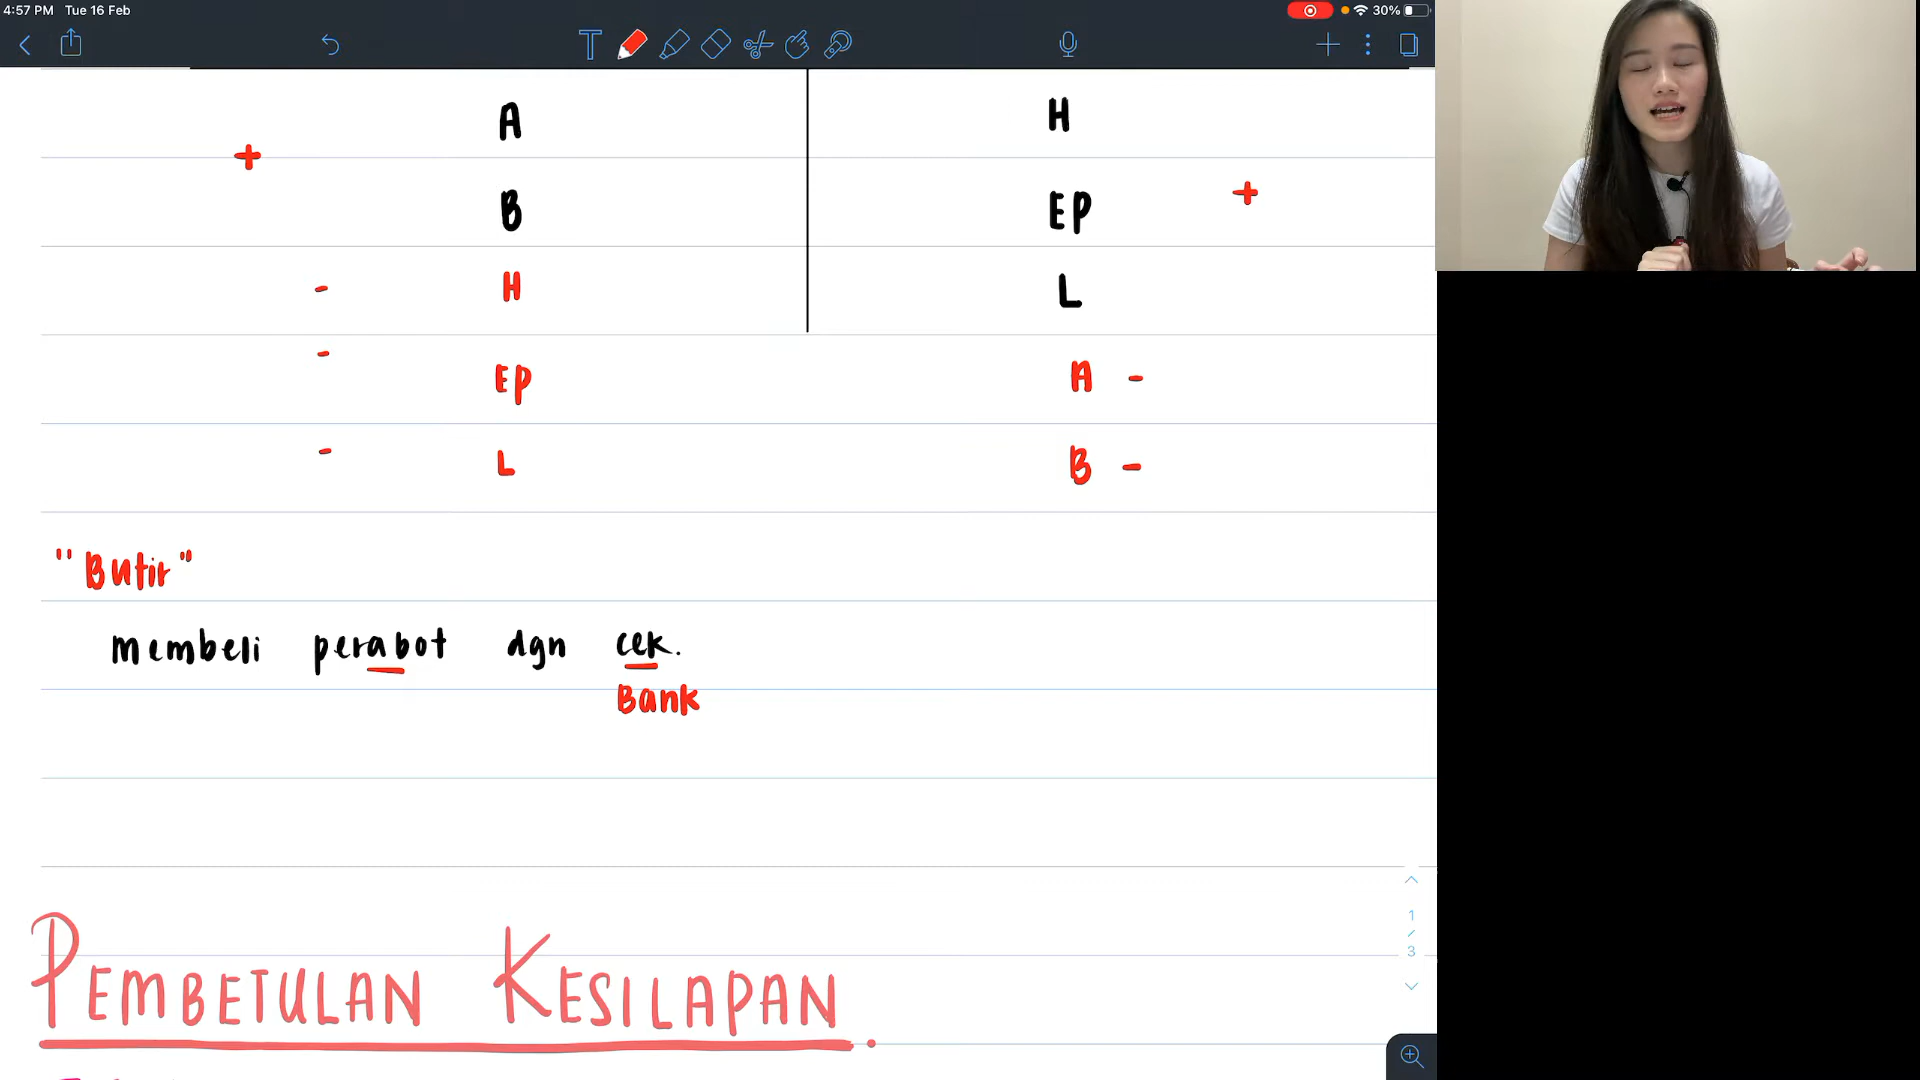 4:57 PM Tue 16 Feb
30%
A H
+
B EP +
- H L
-
EP A -
-
L B -
"Butir"
membeli perabot dgn cek.
Bank
1
/
3
PEMBETULAN KESILAPAN.